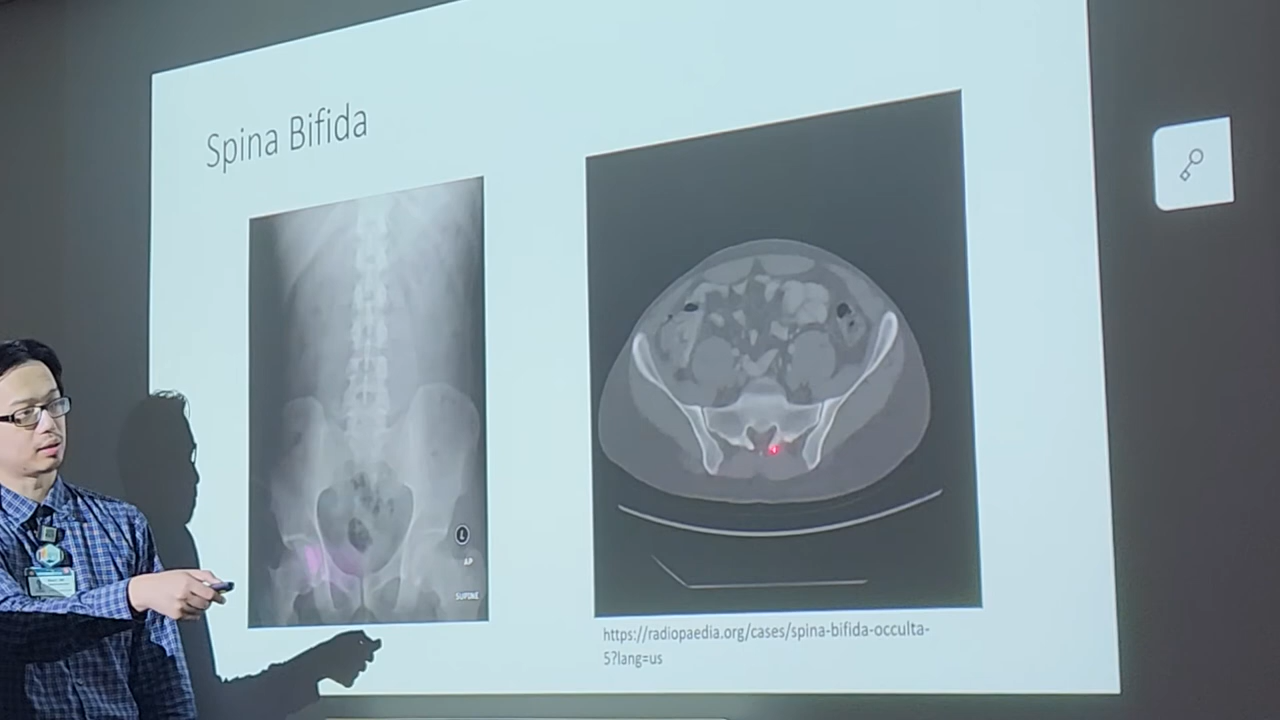 Spina Bifida
L
AP
SUPINE
https://radiopaedia.org/cases/spina-bifida-occulta-
5?lang=us